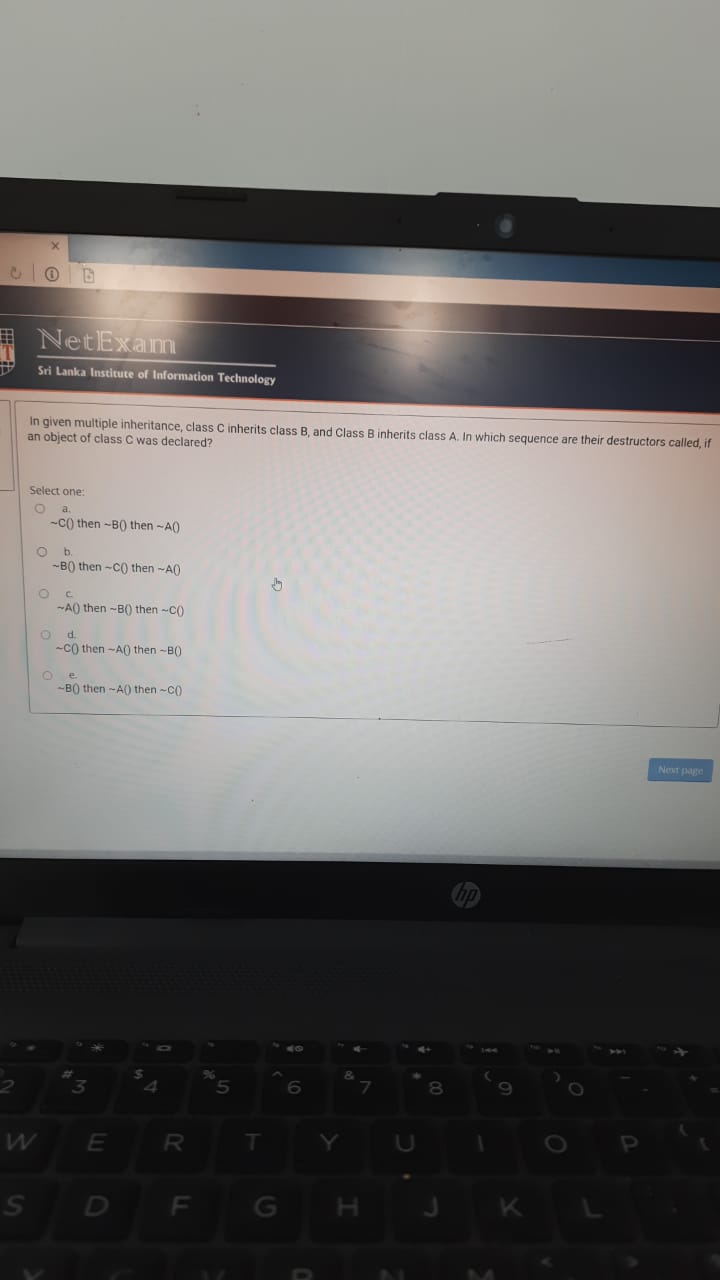 NetExam
Sri Lanka Institute of Information Technology
In given multiple inheritance, class C inherits class B, and Class B inherits class A. In which sequence are their destructors called, if
an object of class C was declared?
Select one:
a.
~C() then ~B() then ~A()
b.
~B() then ~C() then ~A()
c.
~A() then ~B() then ~C()
d.
~C() then ~A() then ~B()
e.
~B() then ~A() then ~C()
Next page
hp
2 # 3 $ 4 % 5 ^ 6 & 7 * 8 ( 9 ) 0
W E R T Y U I O P
S D F G H J K L